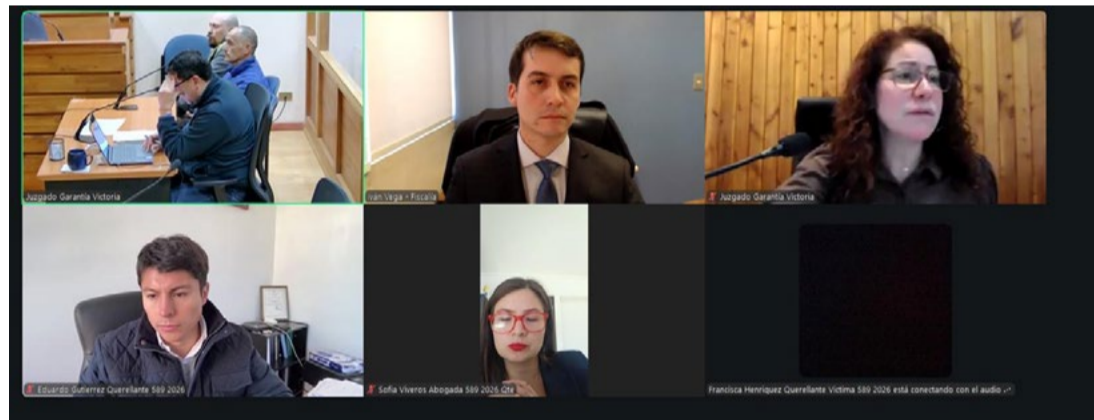 Juzgado Garantía Victoria
Ivan Vega - Fiscalía
Juzgado Garantía Victoria
Eduardo Gutierrez Querellante 589 2026
Sofia Viveros Abogada 589 2026 Qte
Francisca Henriquez Querellante Victima 589 2026 está conectando con el audio